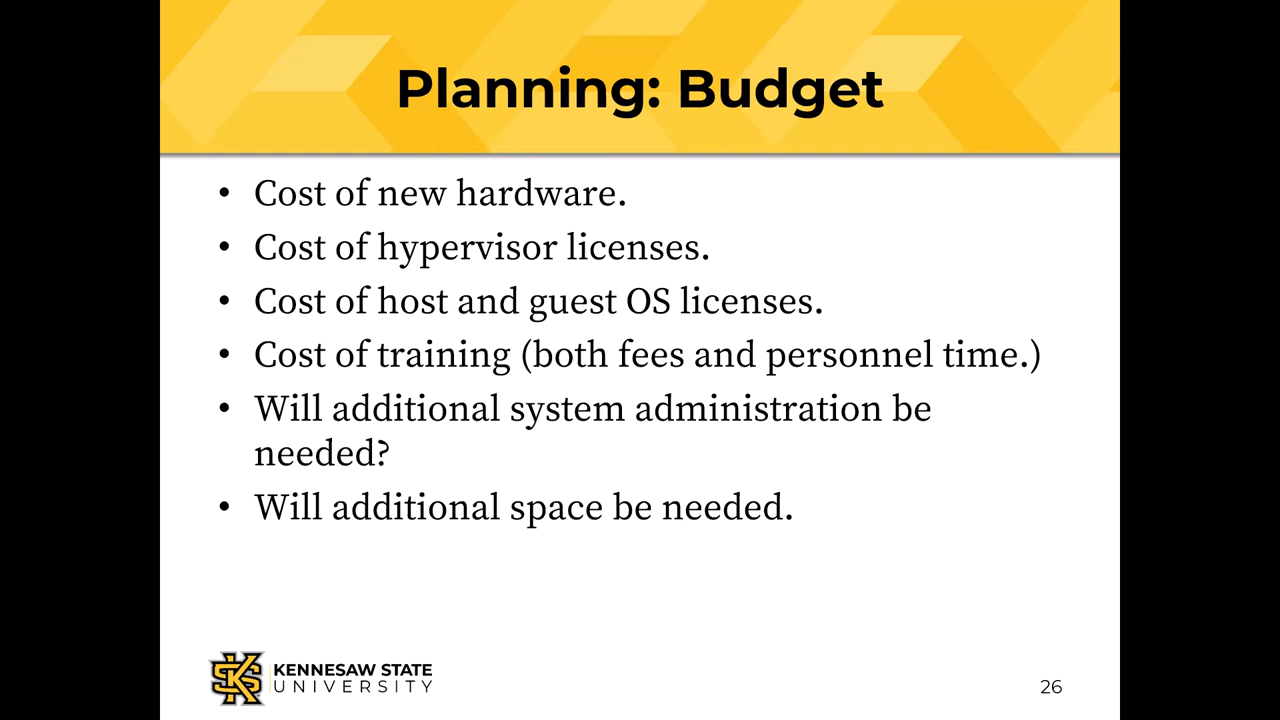 Planning: Budget
• Cost of new hardware.
• Cost of hypervisor licenses.
• Cost of host and guest OS licenses.
• Cost of training (both fees and personnel time.)
• Will additional system administration be
needed?
• Will additional space be needed.
KENNESAW STATE
UNIVERSITY
26